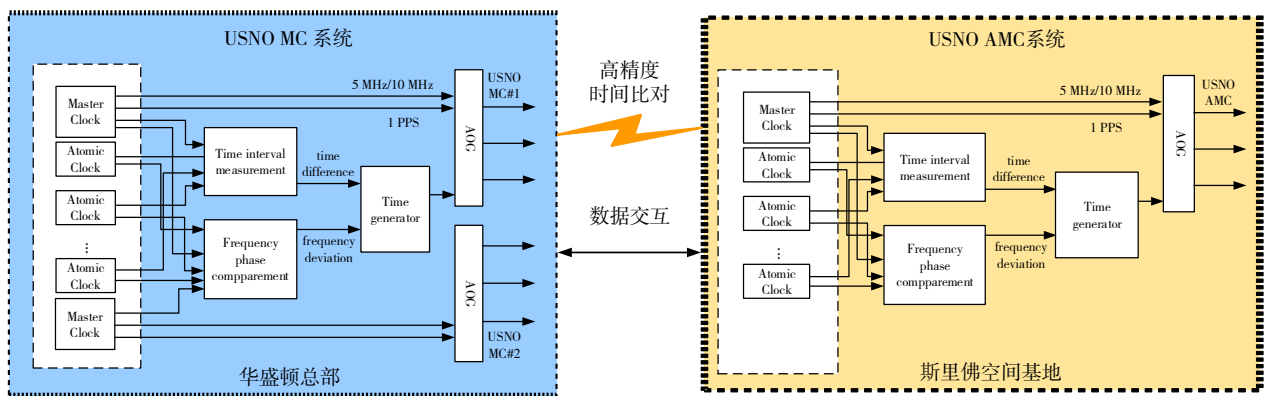 USNO MC 系统
Master
Clock
Atomic
Clock
Atomic
Clock
...
Atomic
Clock
Master
Clock
5 MHz/10 MHz
1 PPS
Time interval
measurement
time
difference
Frequency
phase
compparement
frequency
deviation
Time
generator
AOG
USNO
MC#1
AOG
USNO
MC#2
华盛顿总部
高精度
时间比对
数据交互
USNO AMC系统
Master
Clock
Atomic
Clock
Atomic
Clock
...
Atomic
Clock
5 MHz/10 MHz
1 PPS
Time interval
measurement
time
difference
Frequency
phase
compparement
frequency
deviation
Time
generator
AOG
USNO
AMC
斯里佛空间基地